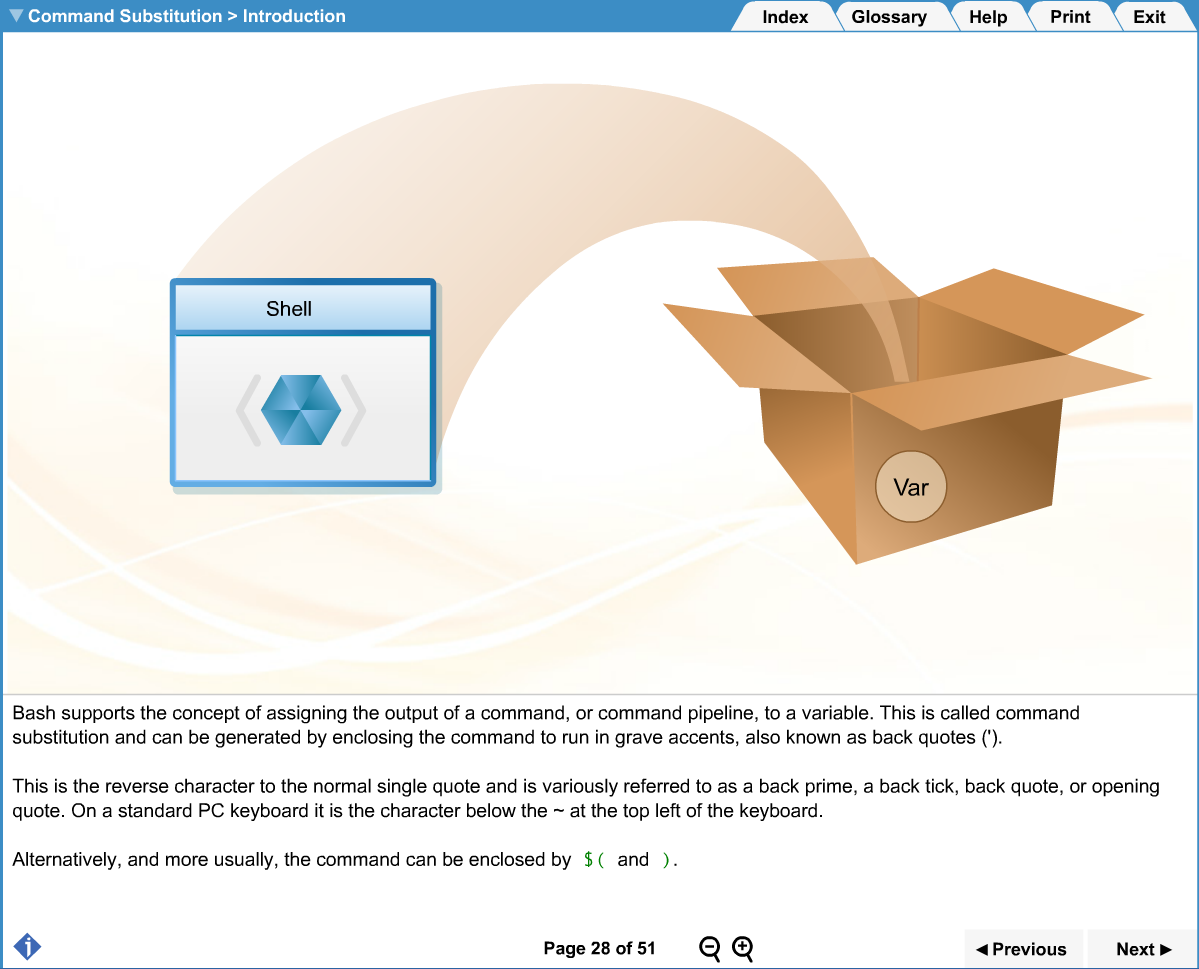 Command Substitution > Introduction
Index Glossary Help Print Exit
Shell
Var
Bash supports the concept of assigning the output of a command, or command pipeline, to a variable. This is called command
substitution and can be generated by enclosing the command to run in grave accents, also known as back quotes (').
This is the reverse character to the normal single quote and is variously referred to as a back prime, a back tick, back quote, or opening
quote. On a standard PC keyboard it is the character below the ~ at the top left of the keyboard.
Alternatively, and more usually, the command can be enclosed by $( and ).
i
Page 28 of 51
◀ Previous
Next ▶